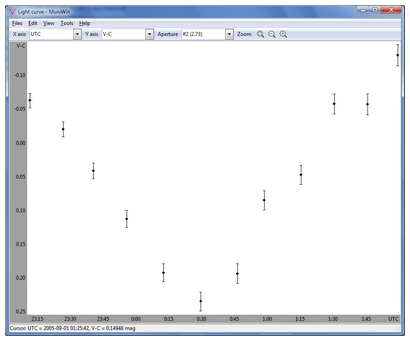 Light curve - MuniWin
Files Edit View Tools Help
X axis UTC Y axis V-C Aperture #2 (2.73) Zoom
V-C
-0.10
-0.05
0.00
0.05
0.10
0.15
0.20
0.25
23:15 23:30 23:45 0:00 0:15 0:30 0:45 1:00 1:15 1:30 1:45 UTC
Cursor: UTC = 2005-09-01 01:25:42, V-C = 0.14948 mag